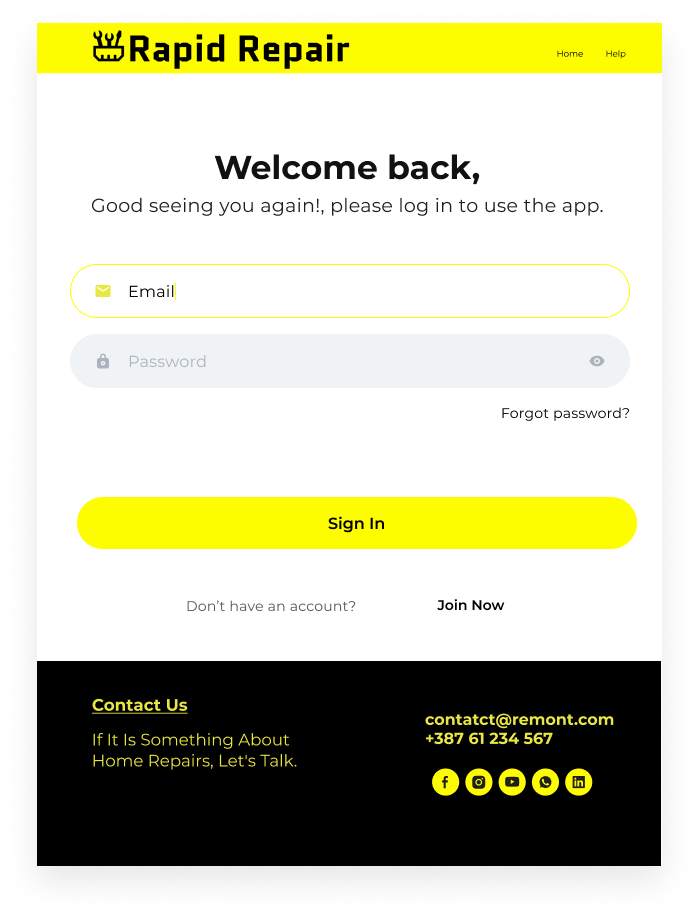 Rapid Repair
Home
Help
Welcome back,
Good seeing you again!, please log in to use the app.
Email
Password
Forgot password?
Sign In
Don’t have an account?
Join Now
Contact Us
If It Is Something About
Home Repairs, Let's Talk.
contatct@remont.com
+387 61 234 567